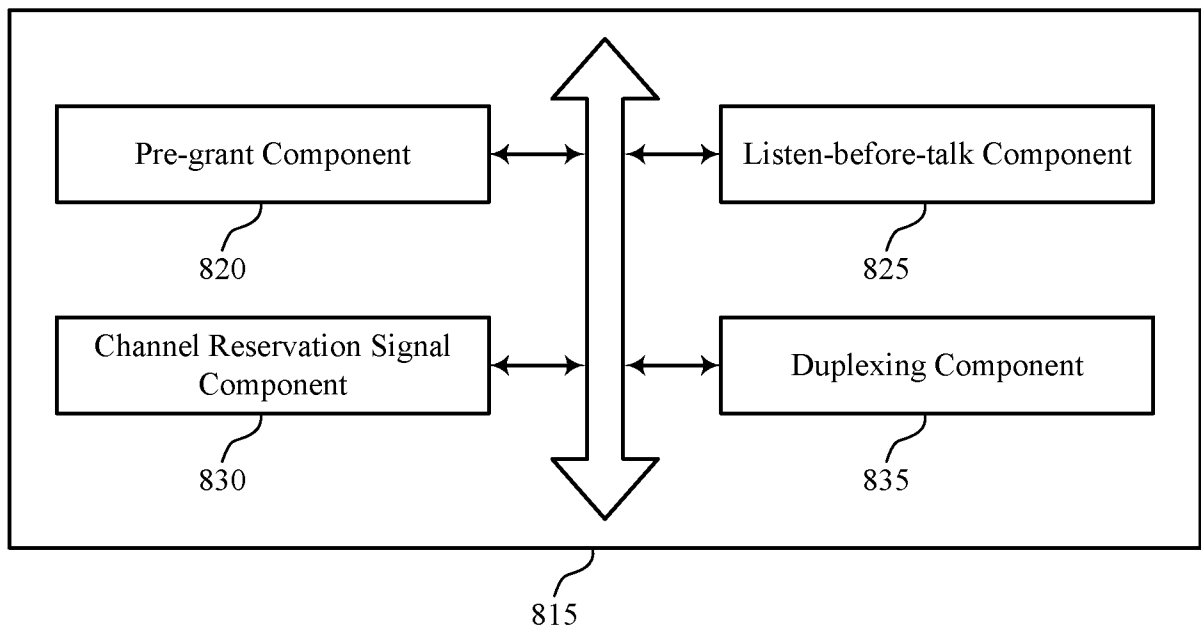 Pre-grant Component
820
Listen-before-talk Component
825
Channel Reservation Signal
Component
830
Duplexing Component
835
815